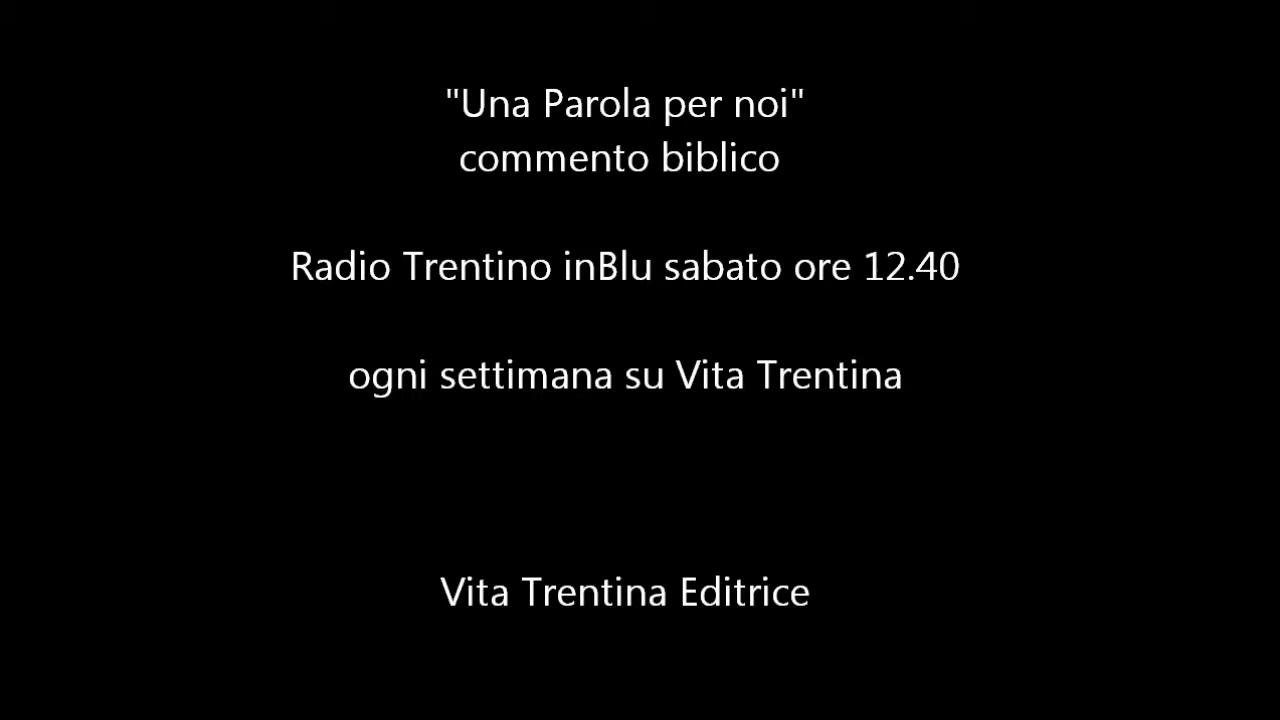 "Una Parola per noi"
commento biblico
Radio Trentino inBlu sabato ore 12.40
ogni settimana su Vita Trentina
Vita Trentina Editrice